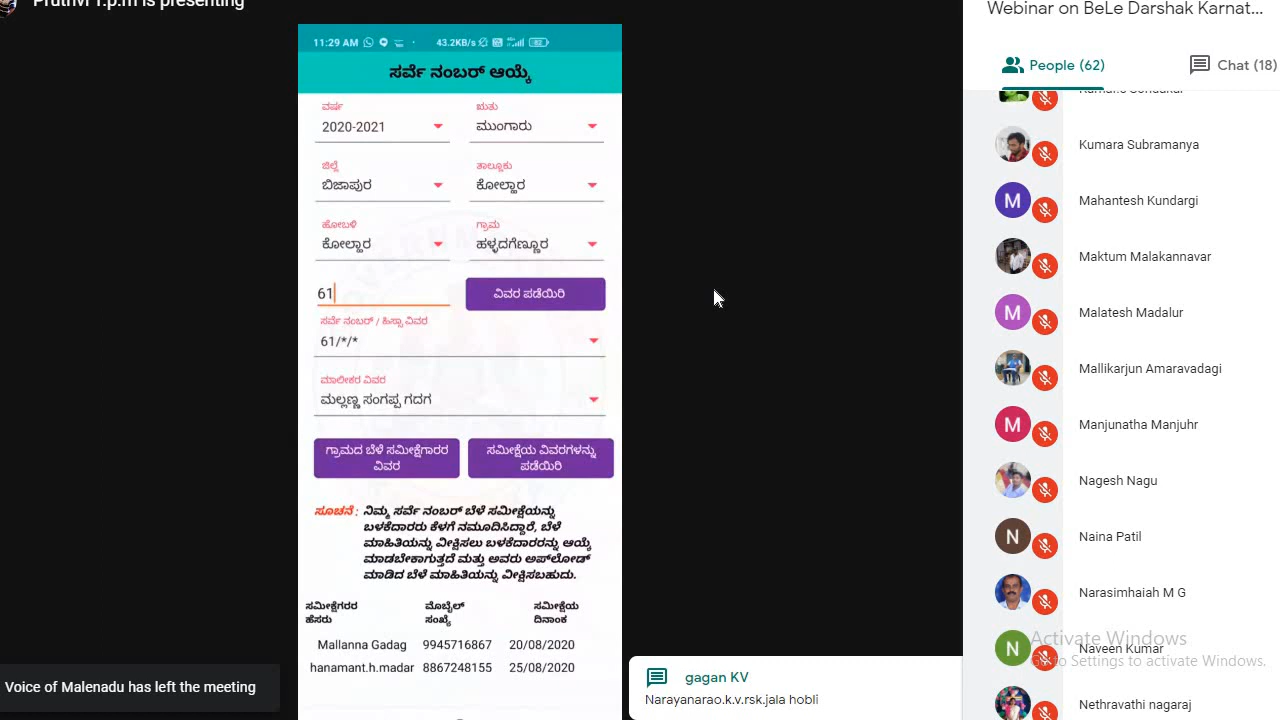 Pruthvi T.p.m is presenting
11:29 AM
43.2KB/s
82
ಸರ್ವೆ ನಂಬರ್ ಆಯ್ಕೆ
ವರ್ಷ
ಋತು
2020-2021
ಮುಂಗಾರು
ಜಿಲ್ಲೆ
ತಾಲ್ಲೂಕು
ಬಿಜಾಪುರ
ಕೋಲ್ಹಾರ
ಹೋಬಳಿ
ಗ್ರಾಮ
ಕೋಲ್ಹಾರ
ಹಳ್ಳದಗೆಣ್ಣೂರ
61
ವಿವರ ಪಡೆಯಿರಿ
ಸರ್ವೆ ನಂಬರ್ / ಹಿಸ್ಸಾ ವಿವರ
61/*/*
ಮಾಲೀಕರ ವಿವರ
ಮಲ್ಲಣ್ಣ ಸಂಗಪ್ಪ ಗದಗ
ಗ್ರಾಮದ ಬೆಳೆ ಸಮೀಕ್ಷೆಗಾರರ
ವಿವರ
ಸಮೀಕ್ಷೆಯ ವಿವರಗಳನ್ನು
ಪಡೆಯಿರಿ
ಸೂಚನೆ : ನಿಮ್ಮ ಸರ್ವೆ ನಂಬರ್ ಬೆಳೆ ಸಮೀಕ್ಷೆಯನ್ನು
ಬಳಕೆದಾರರು ಕೆಳಗೆ ನಮೂದಿಸಿದ್ದಾರೆ, ಬೆಳೆ
ಮಾಹಿತಿಯನ್ನು ವೀಕ್ಷಿಸಲು ಬಳಕೆದಾರರನ್ನು ಆಯ್ಕೆ
ಮಾಡಬೇಕಾಗುತ್ತದೆ ಮತ್ತು ಅವರು ಅಪ್‌ಲೋಡ್
ಮಾಡಿದ ಬೆಳೆ ಮಾಹಿತಿಯನ್ನು ವೀಕ್ಷಿಸಬಹುದು.
ಸಮೀಕ್ಷೆಗರರ
ಹೆಸರು
ಮೊಬೈಲ್
ಸಂಖ್ಯೆ
ಸಮೀಕ್ಷೆಯ
ದಿನಾಂಕ
Mallanna Gadag 9945716867 20/08/2020
hanamant.h.madar 8867248155 25/08/2020
Voice of Malenadu has left the meeting
gagan KV
Narayanarao.k.v.rsk.jala hobli
Webinar on BeLe Darshak Karnat...
People (62)
Chat (18)
Kumara Subramanya
Mahantesh Kundargi
Maktum Malakannavar
Malatesh Madalur
Mallikarjun Amaravadagi
Manjunatha Manjuhr
Nagesh Nagu
Naina Patil
Narasimhaiah M G
Naveen Kumar
Nethravathi nagaraj
M
M
M
N
N
Activate Windows
Go to Settings to activate Windows.